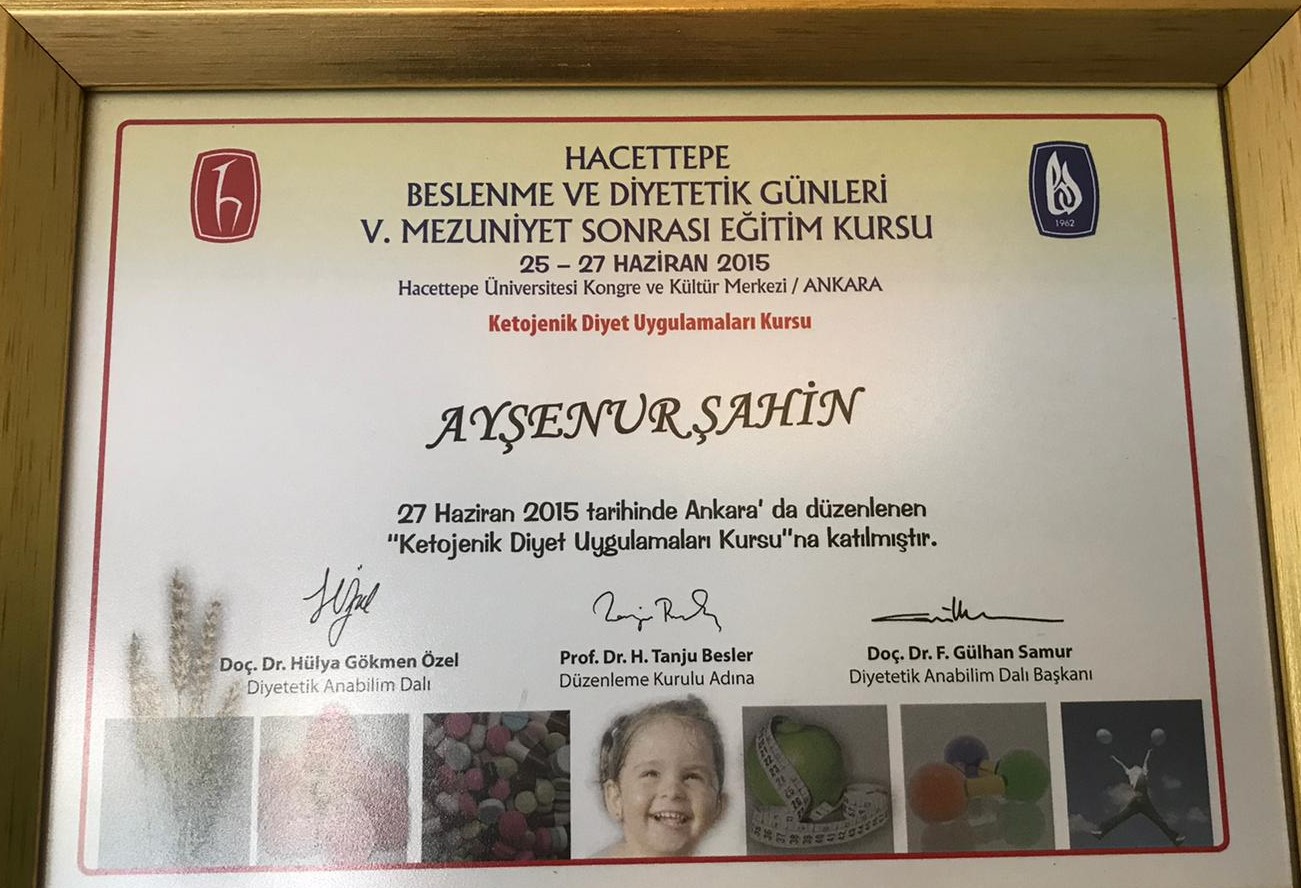 HACETTEPE
BESLENME VE DİYETETİK GÜNLERİ
V. MEZUNİYET SONRASI EĞİTİM KURSU
25 – 27 HAZİRAN 2015
Hacettepe Üniversitesi Kongre ve Kültür Merkezi / ANKARA
Ketojenik Diyet Uygulamaları Kursu
1962
AYŞENUR ŞAHİN
27 Haziran 2015 tarihinde Ankara' da düzenlenen
"Ketojenik Diyet Uygulamaları Kursu"na katılmıştır.
Doç. Dr. Hülya Gökmen Özel
Diyetetik Anabilim Dalı
Prof. Dr. H. Tanju Besler
Düzenleme Kurulu Adına
Doç. Dr. F. Gülhan Samur
Diyetetik Anabilim Dalı Başkanı